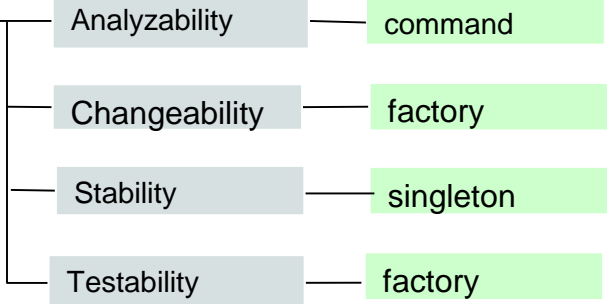 Analyzability command
Changeability factory
Stability singleton
Testability factory